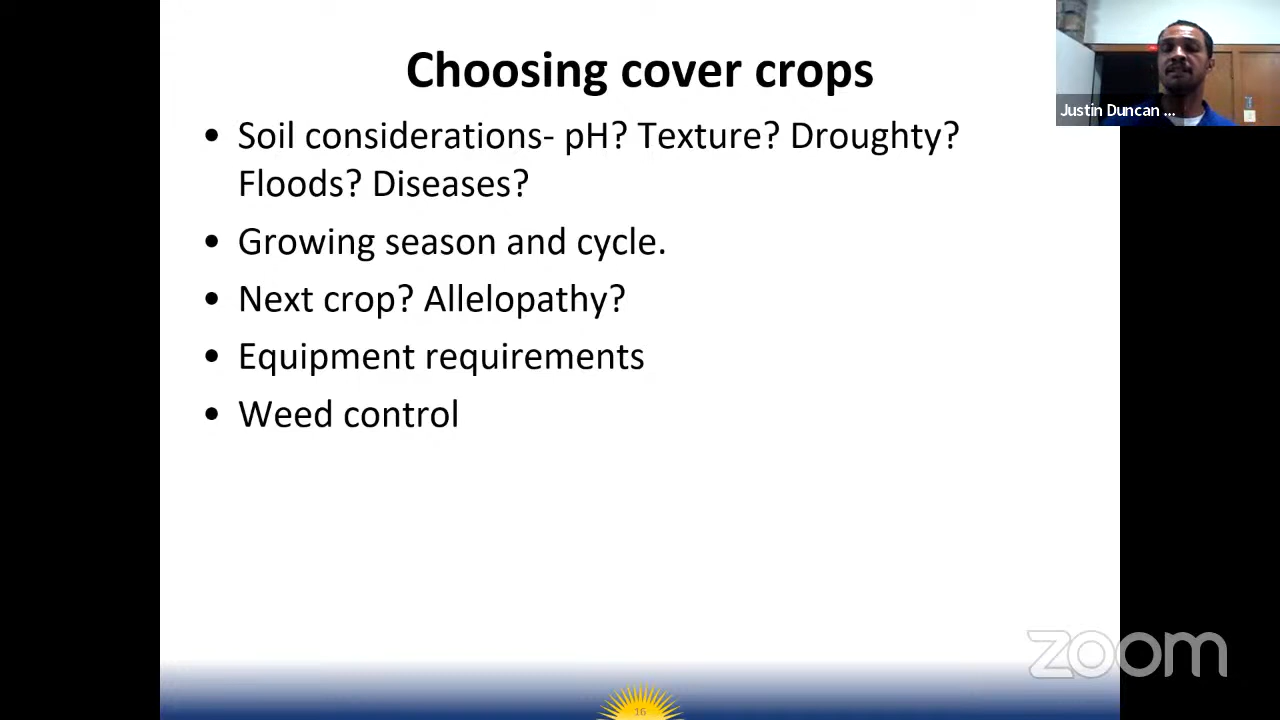 Choosing cover crops
Justin Duncan ...
• Soil considerations- pH? Texture? Droughty?
Floods? Diseases?
• Growing season and cycle.
• Next crop? Allelopathy?
• Equipment requirements
• Weed control
zoom
16